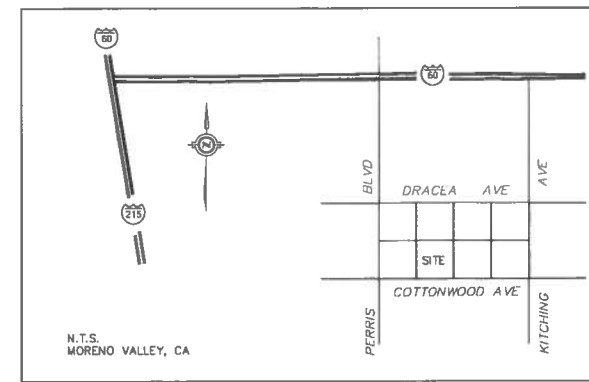 60
60
BLVD
DRACEA AVE
AVE
N
215
SITE
COTTONWOOD AVE
PERRIS
KITCHING
N.T.S.
MORENO VALLEY, CA